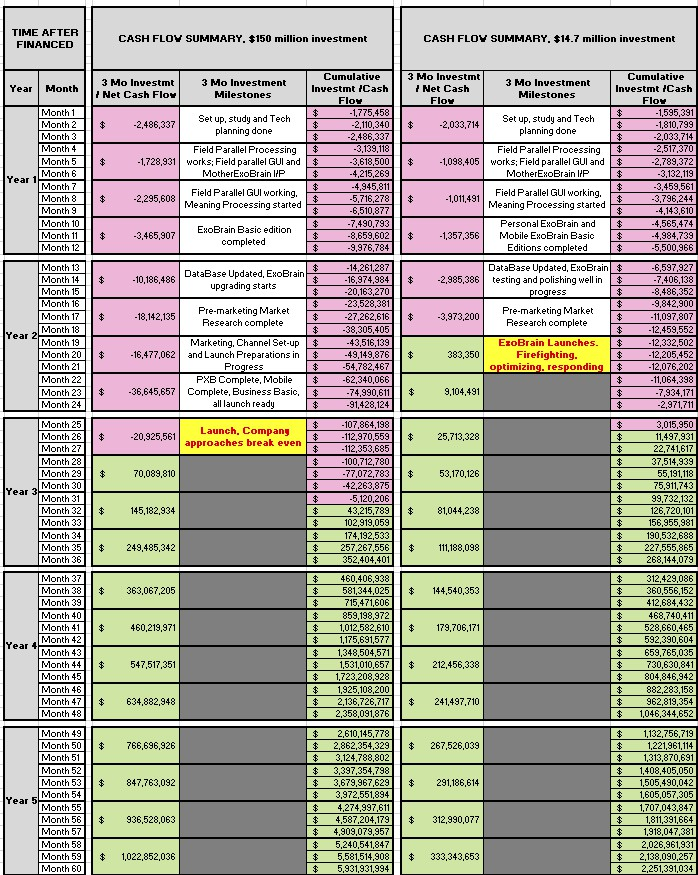 TIME AFTER FINANCED
CASH FLOW SUMMARY, $150 million investment
CASH FLOW SUMMARY, $14.7 million investment
Year Month
3 Mo Investmt / Net Cash Flow
3 Mo Investment Milestones
Cumulative Investmt /Cash Flow
3 Mo Investmt / Net Cash Flow
3 Mo Investment Milestones
Cumulative Investmt /Cash Flow
Year 1
Month 1 $ -1,775,458 $ -1,595,391
Month 2 $ -2,486,337 Set up, study and Tech planning done $ -2,110,340 $ -2,033,714 Set up, study and Tech planning done $ -1,810,799
Month 3 $ -2,486,337 $ -2,033,714
Month 4 $ -3,139,118 $ -2,517,370
Month 5 $ -1,728,931 Field Parallel Processing works; Field parallel GUI and MotherExoBrain I/P $ -3,618,500 $ -1,098,405 Field Parallel Processing works; Field parallel GUI and MotherExoBrain I/P $ -2,789,372
Month 6 $ -4,215,269 $ -3,132,119
Month 7 $ -4,945,811 $ -3,459,561
Month 8 $ -2,295,608 Field Parallel GUI working, Meaning Processing started $ -5,716,278 $ -1,011,491 Field Parallel GUI working, Meaning Processing started $ -3,796,244
Month 9 $ -6,510,877 $ -4,143,610
Month 10 $ -7,490,793 $ -4,565,474
Month 11 $ -3,465,907 ExoBrain Basic edition completed $ -8,659,602 $ -1,357,356 Personal ExoBrain and Mobile ExoBrain Basic Editions completed $ -4,984,739
Month 12 $ -9,976,784 $ -5,500,966
Year 2
Month 13 $ -14,261,287 $ -6,597,927
Month 14 $ -10,186,486 DataBase Updated, ExoBrain upgrading starts $ -16,974,984 $ -2,985,386 DataBase Updated, ExoBrain testing and polishing well in progress $ -7,406,138
Month 15 $ -20,163,270 $ -8,486,352
Month 16 $ -23,528,381 $ -9,842,900
Month 17 $ -18,142,135 Pre-marketing Market Research complete $ -27,262,616 $ -3,973,200 Pre-marketing Market Research complete $ -11,097,807
Month 18 $ -38,305,405 $ -12,459,552
Month 19 $ -43,516,139 $ -12,332,502
Month 20 $ -16,477,062 Marketing, Channel Set-up and Launch Preparations in Progress $ -49,149,876 $ 383,350 ExoBrain Launches. Firefighting, optimizing, responding $ -12,205,452
Month 21 $ -54,782,467 $ -12,076,202
Month 22 $ -62,340,066 $ -11,064,398
Month 23 $ -36,645,657 PXB Complete, Mobile Complete, Business Basic, all launch ready $ -74,990,611 $ 9,104,491 $ -7,934,171
Month 24 $ -91,428,124 $ -2,971,711
Year 3
Month 25 $ -107,864,198 $ 3,015,950
Month 26 $ -20,925,561 Launch, Company approaches break even $ -112,970,559 $ 25,713,328 $ 11,497,931
Month 27 $ -112,353,685 $ 22,741,617
Month 28 $ -100,712,780 $ 37,514,939
Month 29 $ 70,089,810 $ -77,072,783 $ 53,170,126 $ 55,191,118
Month 30 $ -42,263,875 $ 75,911,743
Month 31 $ -5,120,206 $ 99,732,132
Month 32 $ 145,182,934 $ 43,215,789 $ 81,044,238 $ 126,720,101
Month 33 $ 102,919,059 $ 156,955,981
Month 34 $ 174,192,533 $ 190,532,688
Month 35 $ 249,485,342 $ 257,267,556 $ 111,188,098 $ 227,555,865
Month 36 $ 352,404,401 $ 268,144,079
Year 4
Month 37 $ 460,406,938 $ 312,429,086
Month 38 $ 363,067,205 $ 581,344,025 $ 144,540,353 $ 360,556,152
Month 39 $ 715,471,606 $ 412,684,432
Month 40 $ 859,198,972 $ 468,740,411
Month 41 $ 460,219,971 $ 1,012,582,610 $ 179,706,171 $ 528,660,465
Month 42 $ 1,175,691,577 $ 592,390,604
Month 43 $ 1,348,504,571 $ 659,765,035
Month 44 $ 547,517,351 $ 1,531,010,657 $ 212,456,338 $ 730,630,841
Month 45 $ 1,723,208,928 $ 804,846,942
Month 46 $ 1,925,108,200 $ 882,283,158
Month 47 $ 634,882,948 $ 2,136,726,717 $ 241,497,710 $ 962,819,354
Month 48 $ 2,358,091,876 $ 1,046,344,652
Year 5
Month 49 $ 2,610,145,778 $ 1,132,756,719
Month 50 $ 766,696,926 $ 2,862,354,329 $ 267,526,039 $ 1,221,961,114
Month 51 $ 3,124,788,802 $ 1,313,870,691
Month 52 $ 3,397,354,798 $ 1,408,405,050
Month 53 $ 847,763,092 $ 3,679,967,629 $ 291,186,614 $ 1,505,490,042
Month 54 $ 3,972,551,894 $ 1,605,057,305
Month 55 $ 4,274,997,611 $ 1,707,043,847
Month 56 $ 936,528,063 $ 4,587,204,179 $ 312,990,077 $ 1,811,391,664
Month 57 $ 4,909,079,957 $ 1,918,047,381
Month 58 $ 5,240,541,847 $ 2,026,961,931
Month 59 $ 1,022,852,036 $ 5,581,514,908 $ 333,343,653 $ 2,138,090,257
Month 60 $ 5,931,931,994 $ 2,251,391,034